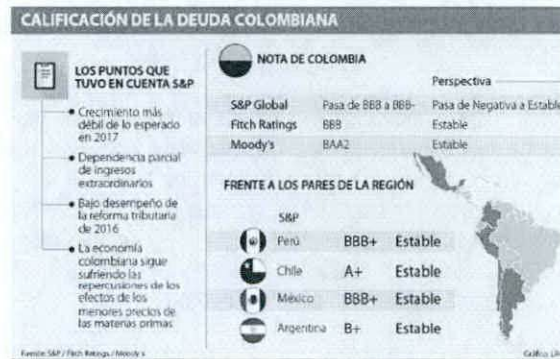 CALIFICACIÓN DE LA DEUDA COLOMBIANA
LOS PUNTOS QUE
TUVO EN CUENTA S&P
Crecimiento más
débil de lo esperado
en 2017
Dependencia parcial
de ingresos
extraordinarios
Bajo desempeño de
la reforma tributaria
de 2016
La economía
colombiana sigue
sufriendo las
repercusiones de los
efectos de los
menores precios de
las materias primas
NOTA DE COLOMBIA
Perspectiva
S&P Global Pasa de BBB a BBB- Pasa de Negativa a Estable
Fitch Ratings BBB Estable
Moody's BAA2 Estable
FRENTE A LOS PARES DE LA REGIÓN
S&P
Perú BBB+ Estable
Chile A+ Estable
México BBB+ Estable
Argentina B+ Estable
Fuente: S&P / Fitch Ratings / Moody's
Gráfico: